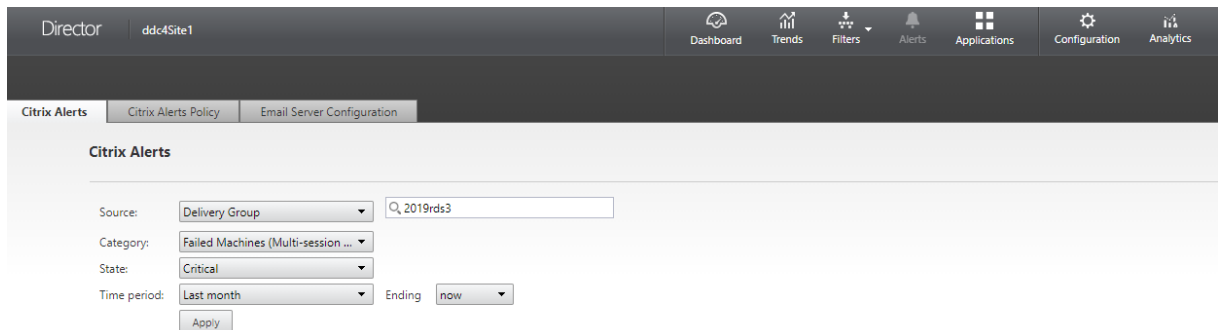 Director ddc4Site1 Dashboard Trends Filters Alerts Applications Configuration Analytics
Citrix Alerts Citrix Alerts Policy Email Server Configuration
Citrix Alerts
Source: Delivery Group 2019rds3
Category: Failed Machines (Multi-session ...
State: Critical
Time period: Last month Ending now
Apply